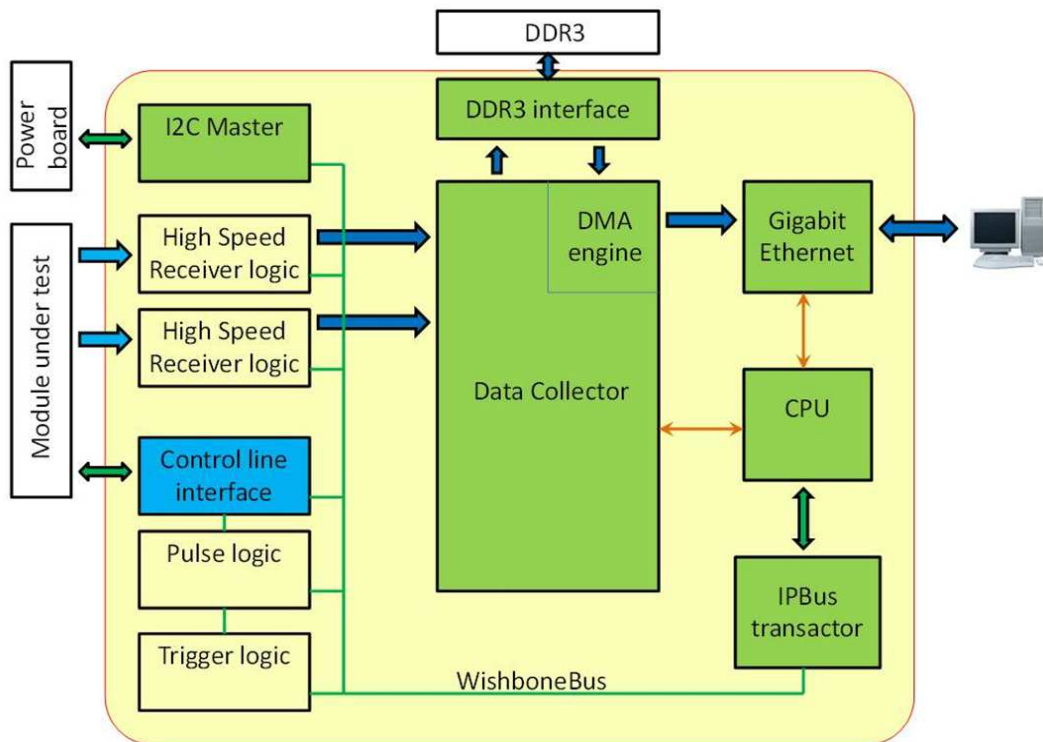 DDR3
DDR3 interface
Power
board
I2C Master
Module under test
High Speed
Receiver logic
High Speed
Receiver logic
Control line
interface
Pulse logic
Trigger logic
DMA
engine
Data Collector
Gigabit
Ethernet
CPU
IPBus
transactor
WishboneBus